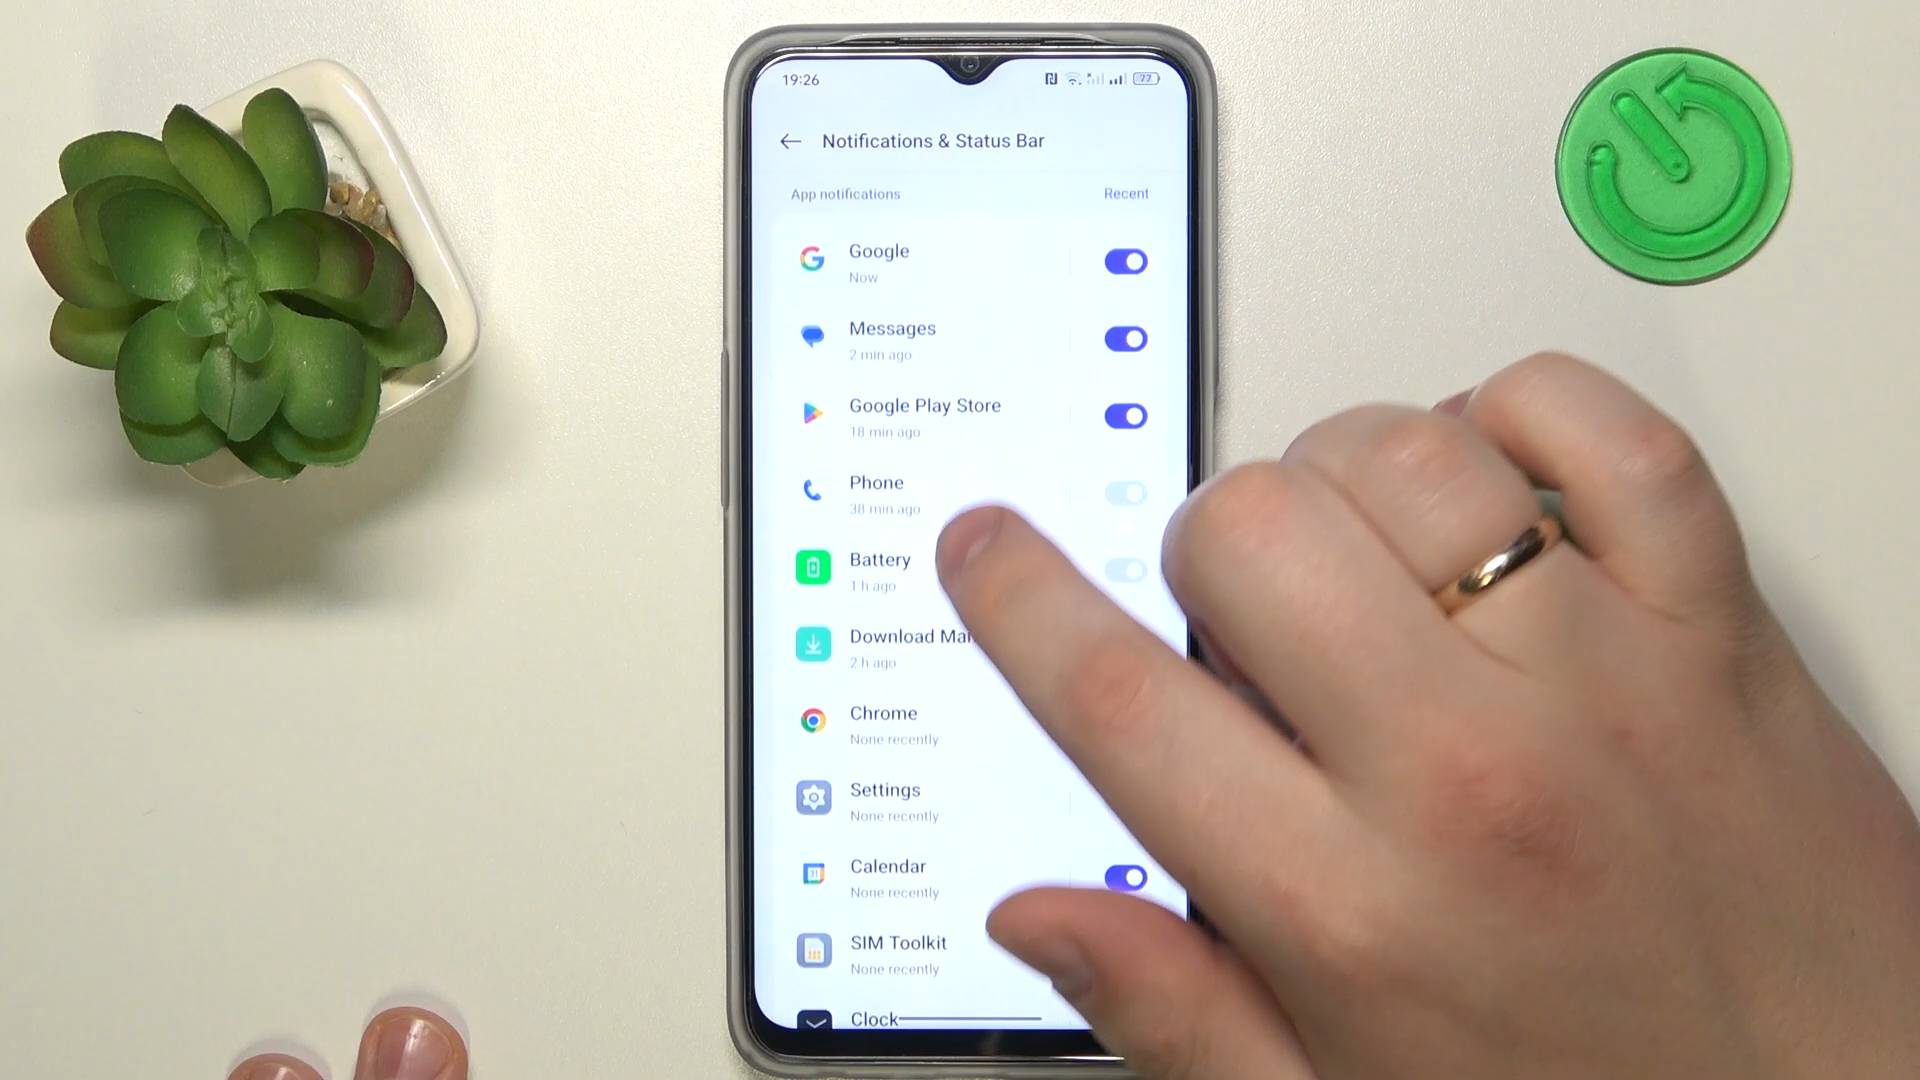 19:26
77
Notifications & Status Bar
App notifications
Recent
Google
Now
Messages
2 min ago
Google Play Store
18 min ago
Phone
38 min ago
Battery
1 h ago
Download
2 h ago
Chrome
None recently
Settings
None recently
31
Calendar
None recently
SIM Toolkit
None recently
Clock